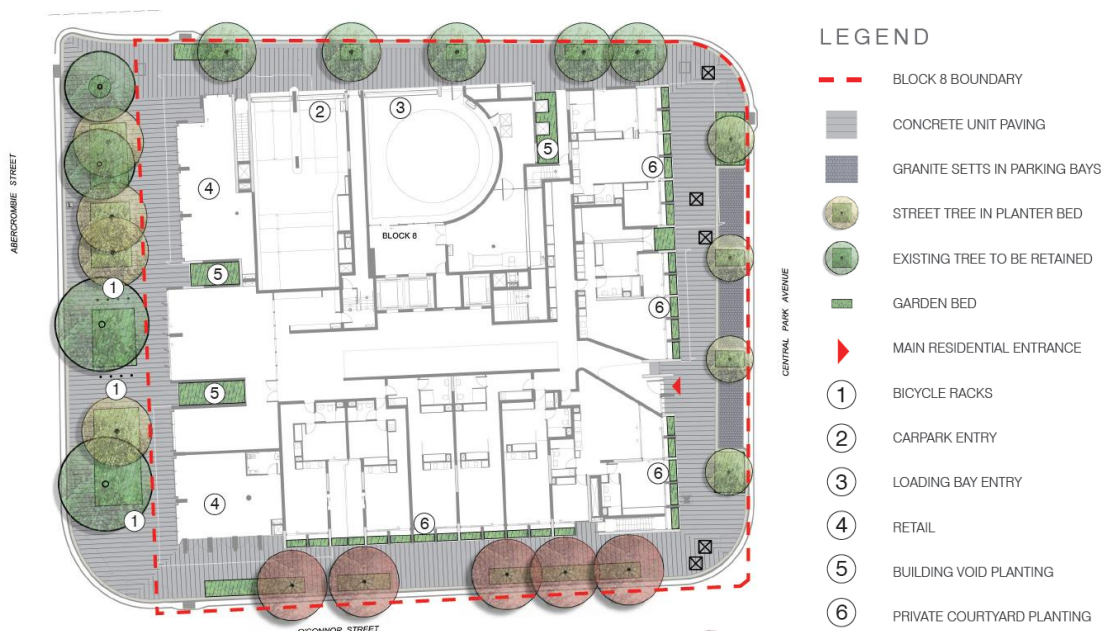 LEGEND
BLOCK 8 BOUNDARY
CONCRETE UNIT PAVING
GRANITE SETTS IN PARKING BAYS
STREET TREE IN PLANTER BED
EXISTING TREE TO BE RETAINED
GARDEN BED
MAIN RESIDENTIAL ENTRANCE
1 BICYCLE RACKS
2 CARPARK ENTRY
3 LOADING BAY ENTRY
4 RETAIL
5 BUILDING VOID PLANTING
6 PRIVATE COURTYARD PLANTING
ABERCROMBIE STREET
2
3
5
6
4
BLOCK 8
5
1
6
1
5
4
6
6
1
CENTRAL PARK AVENUE
O'CONNOR STREET